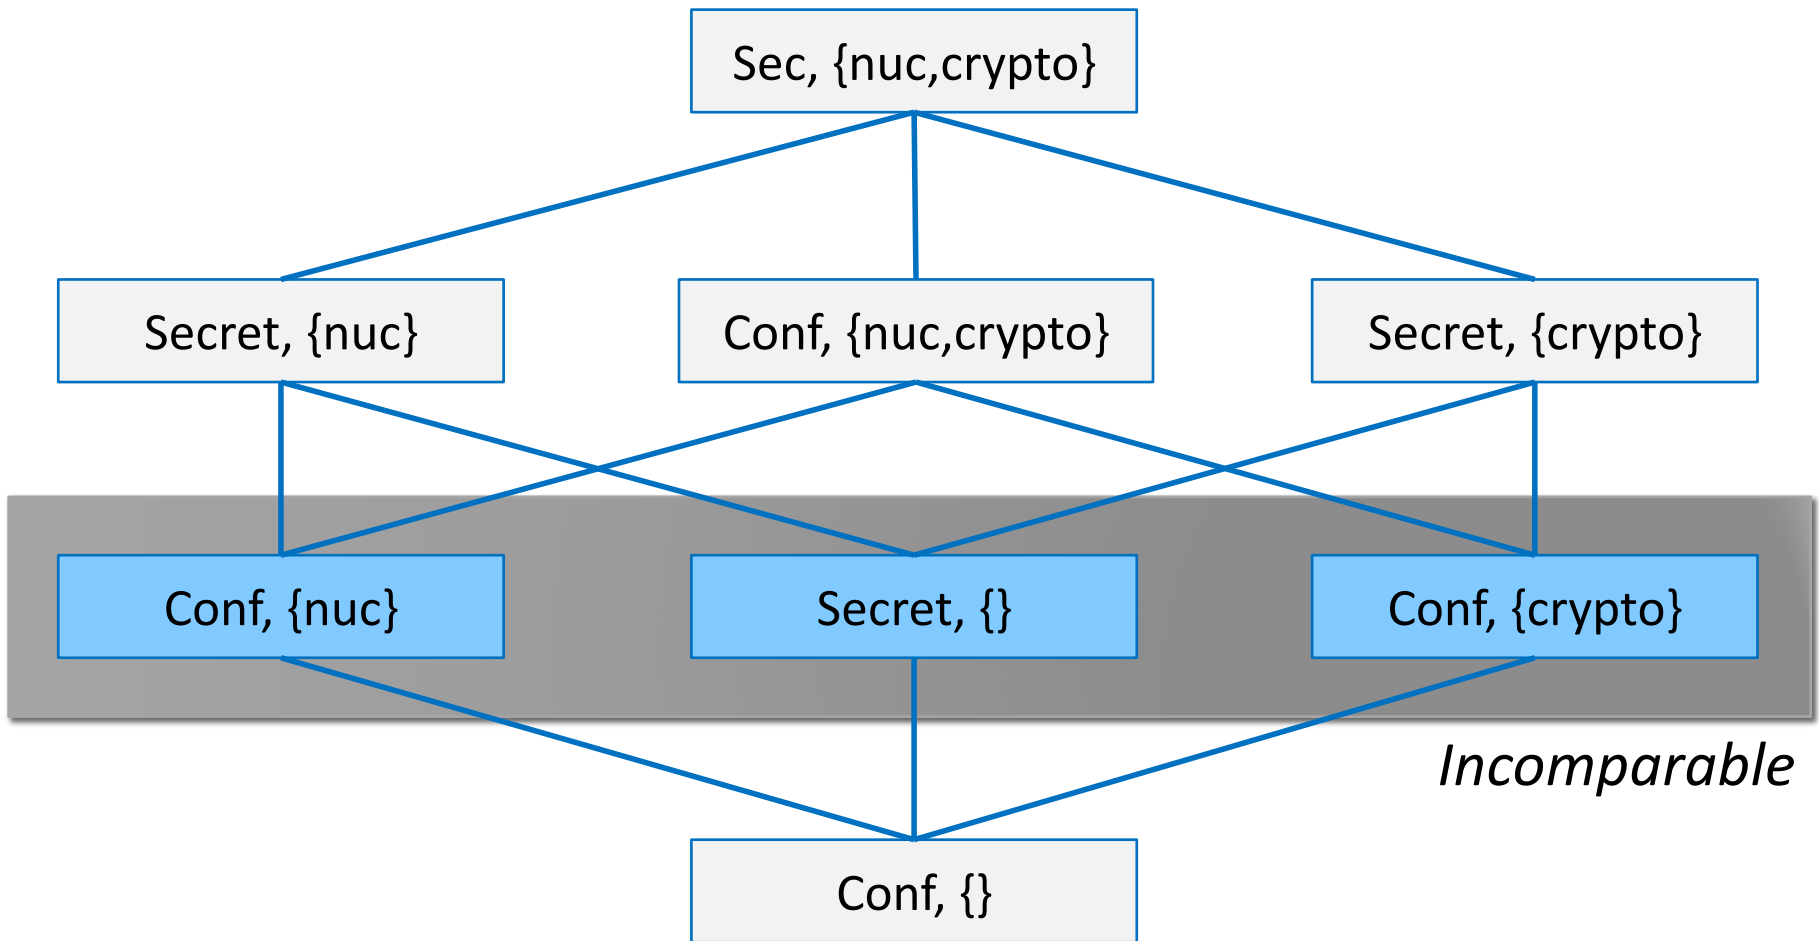 Sec, {nuc,crypto}
Secret, {nuc}
Conf, {nuc,crypto}
Secret, {crypto}
Conf, {nuc}
Secret, {}
Conf, {crypto}
Incomparable
Conf, {}